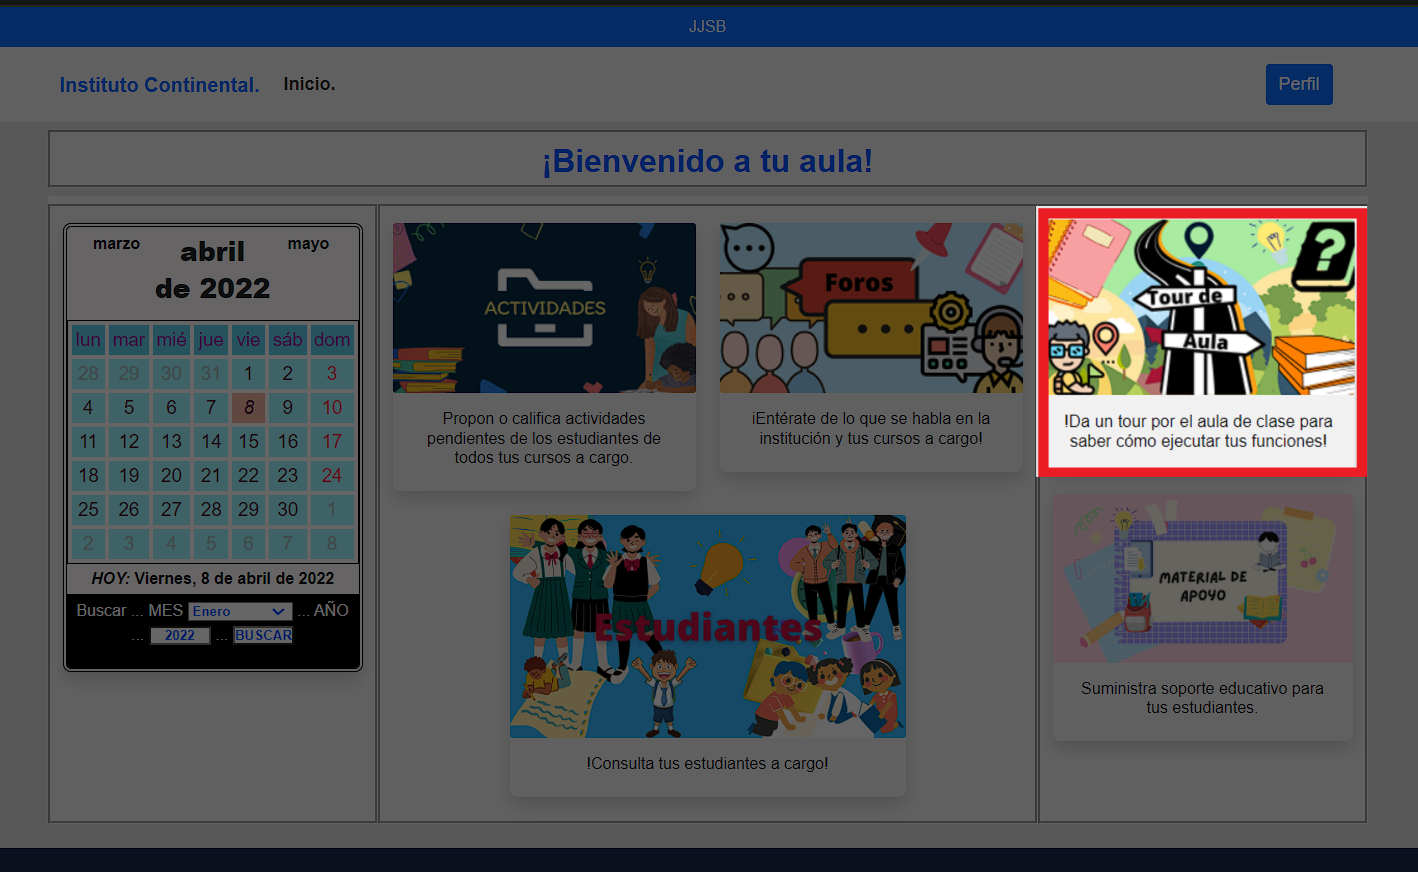 JJSB
Instituto Continental. Inicio. Perfil
¡Bienvenido a tu aula!
marzo abril mayo
de 2022
lun mar mié jue vie sáb dom
28 29 30 31 1 2 3
4 5 6 7 8 9 10
11 12 13 14 15 16 17
18 19 20 21 22 23 24
25 26 27 28 29 30 1
2 3 4 5 6 7 8
HOY: Viernes, 8 de abril de 2022
Buscar ... MES Enero ... AÑO
... 2022 ... BUSCAR
ACTIVIDADES
Propon o califica actividades
pendientes de los estudiantes de
todos tus cursos a cargo.
Foros
¡Entérate de lo que se habla en la
institución y tus cursos a cargo!
Estudiantes
!Consulta tus estudiantes a cargo!
Tour de
Aula
!Da un tour por el aula de clase para
saber cómo ejecutar tus funciones!
MATERIAL DE
APOYO
Suministra soporte educativo para
tus estudiantes.